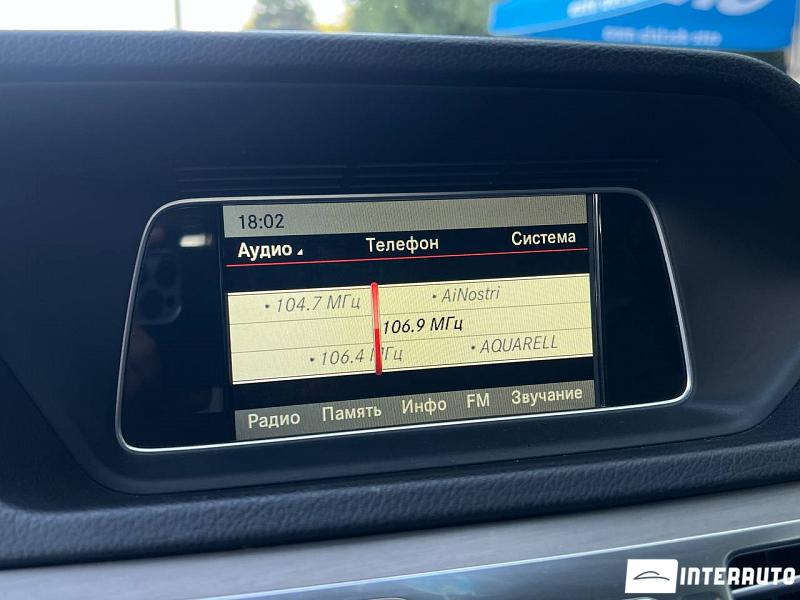 18:02
Аудио Телефон Система
• 104.7 МГц • AiNostri
106.9 МГц
• 106.4 МГц • AQUARELL
Радио Память Инфо FM Звучание
INTERAUTO